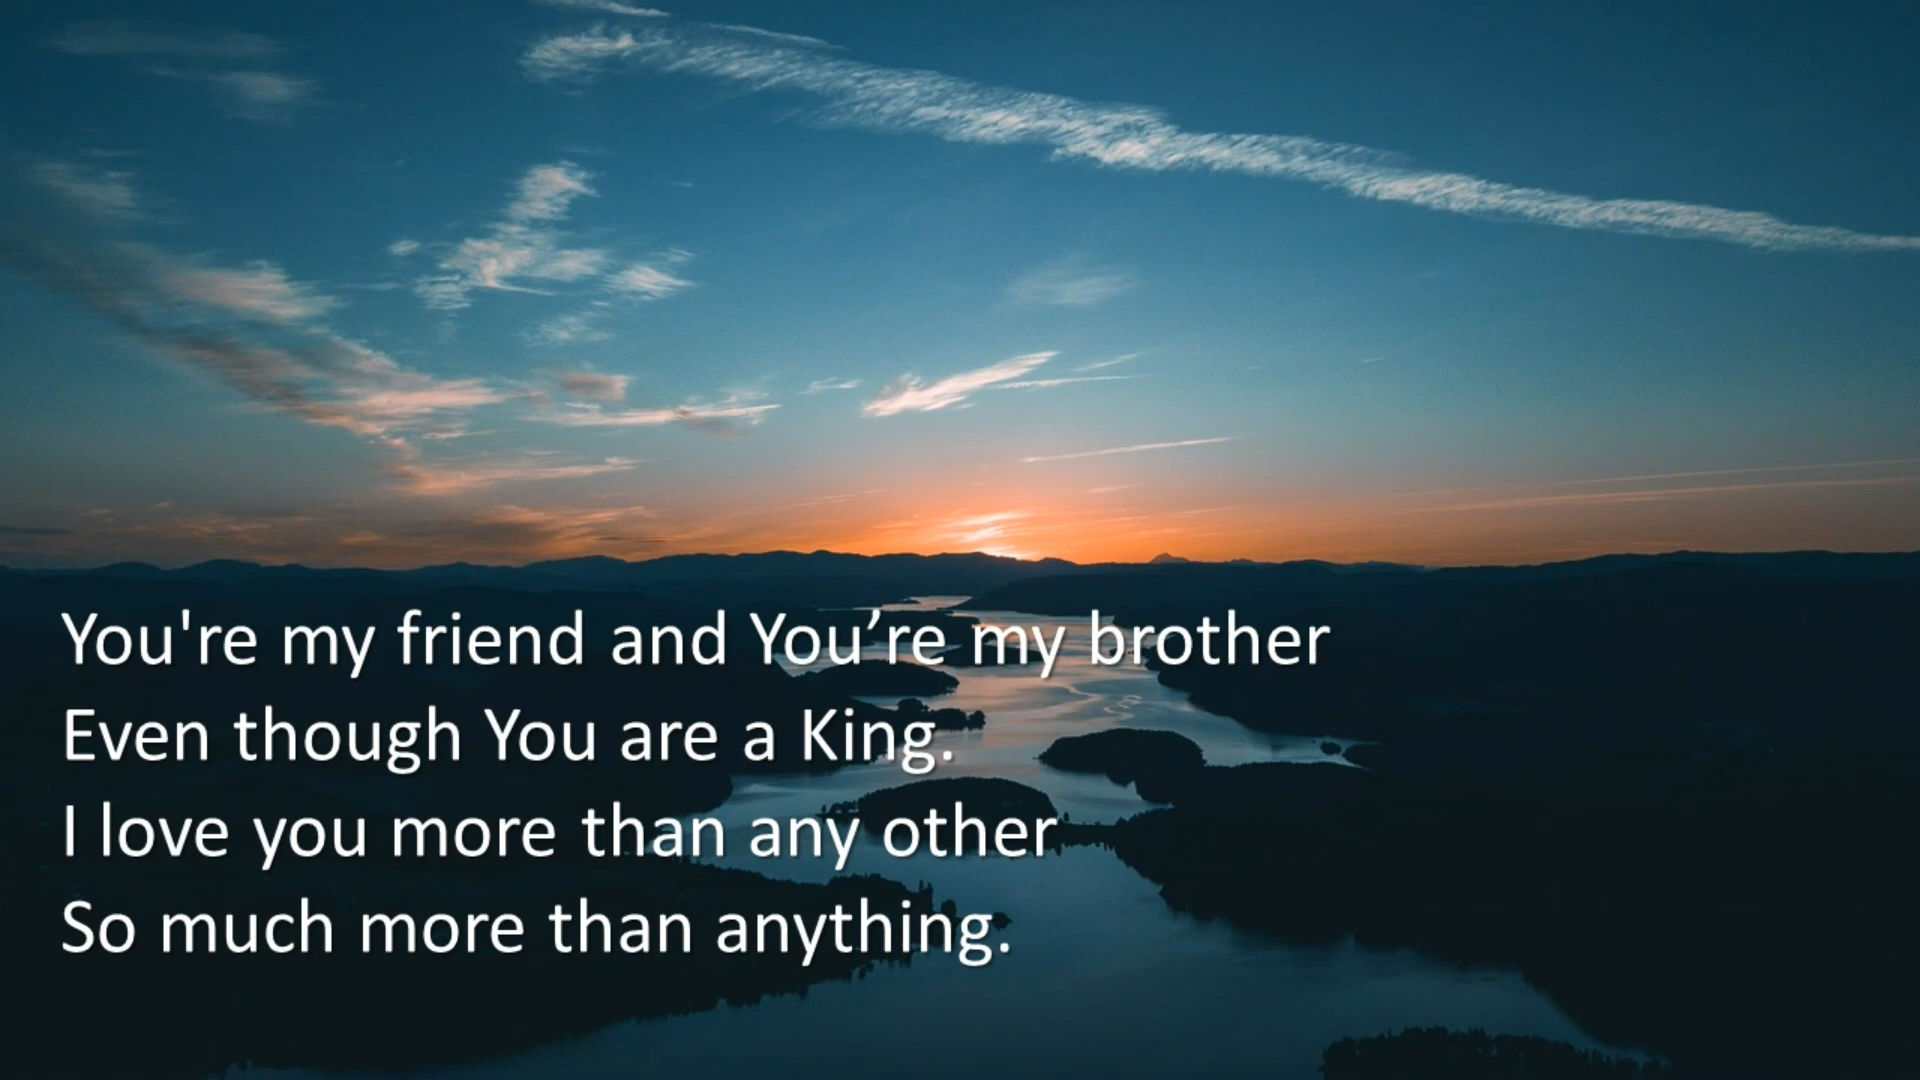 You're my friend and You’re my brother
Even though You are a King.
I love you more than any other
So much more than anything.